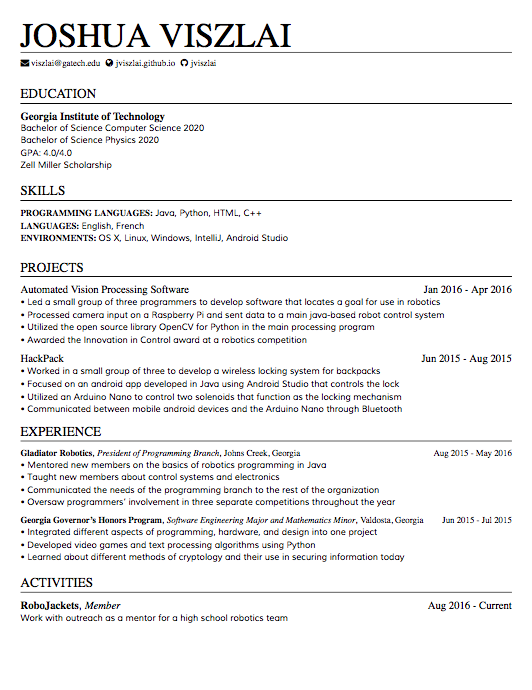 JOSHUA VISZLAI
viszlai@gatech.edu jviszlai.github.io jviszlai
EDUCATION
Georgia Institute of Technology
Bachelor of Science Computer Science 2020
Bachelor of Science Physics 2020
GPA: 4.0/4.0
Zell Miller Scholarship
SKILLS
PROGRAMMING LANGUAGES: Java, Python, HTML, C++
LANGUAGES: English, French
ENVIRONMENTS: OS X, Linux, Windows, IntelliJ, Android Studio
PROJECTS
Automated Vision Processing Software Jan 2016 - Apr 2016
• Led a small group of three programmers to develop software that locates a goal for use in robotics
• Processed camera input on a Raspberry Pi and sent data to a main java-based robot control system
• Utilized the open source library OpenCV for Python in the main processing program
• Awarded the Innovation in Control award at a robotics competition
HackPack Jun 2015 - Aug 2015
• Worked in a small group of three to develop a wireless locking system for backpacks
• Focused on an android app developed in Java using Android Studio that controls the lock
• Utilized an Arduino Nano to control two solenoids that function as the locking mechanism
• Communicated between mobile android devices and the Arduino Nano through Bluetooth
EXPERIENCE
Gladiator Robotics, President of Programming Branch, Johns Creek, Georgia Aug 2015 - May 2016
• Mentored new members on the basics of robotics programming in Java
• Taught new members about control systems and electronics
• Communicated the needs of the programming branch to the rest of the organization
• Oversaw programmers' involvement in three separate competitions throughout the year
Georgia Governor's Honors Program, Software Engineering Major and Mathematics Minor, Valdosta, Georgia Jun 2015 - Jul 2015
• Integrated different aspects of programming, hardware, and design into one project
• Developed video games and text processing algorithms using Python
• Learned about different methods of cryptology and their use in securing information today
ACTIVITIES
RoboJackets, Member Aug 2016 - Current
Work with outreach as a mentor for a high school robotics team